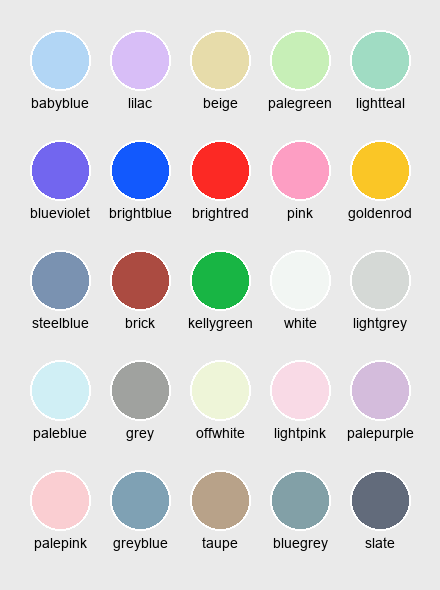 babyblue lilac beige palegreen lightteal
blueviolet brightblue brightred pink goldenrod
steelblue brick kellygreen white lightgrey
paleblue grey offwhite lightpink palepurple
palepink greyblue taupe bluegrey slate